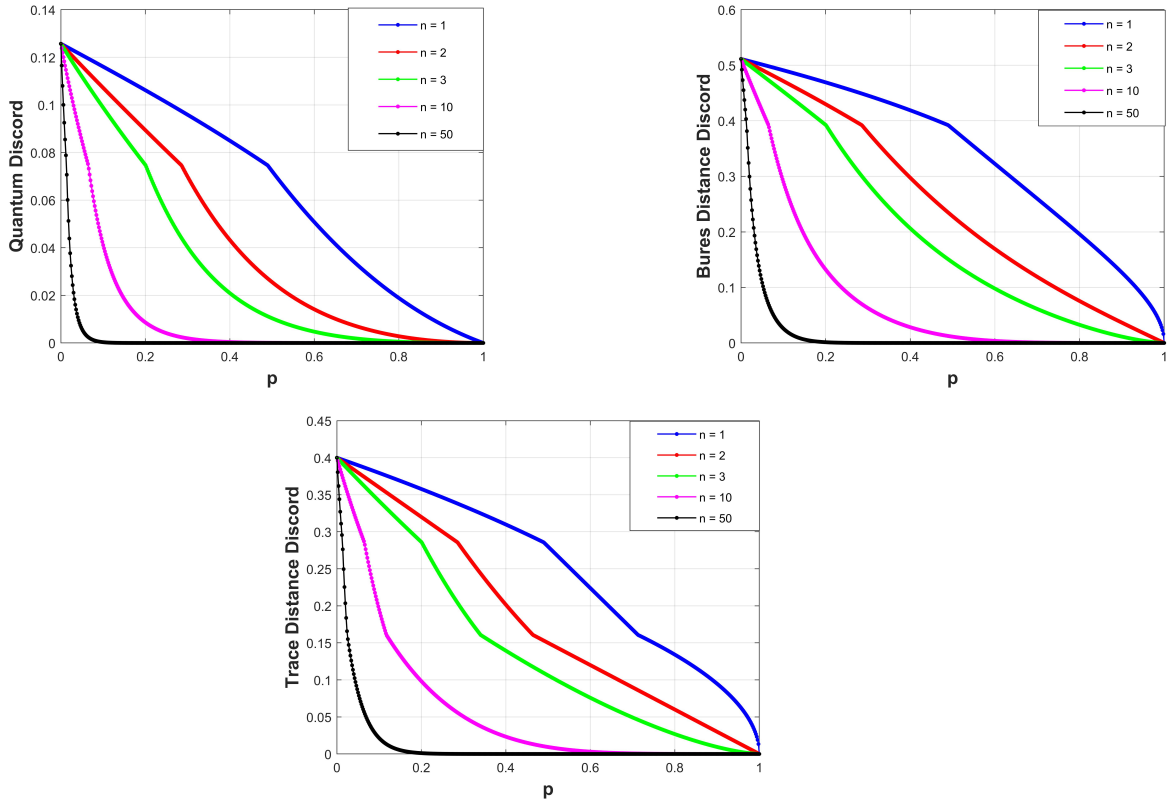 0.14
0.12
0.1
0.08
0.06
0.04
0.02
0
Quantum Discord
0 0.2 0.4 0.6 0.8 1
p
n = 1
n = 2
n = 3
n = 10
n = 50
0.6
0.5
0.4
0.3
0.2
0.1
0
Bures Distance Discord
0 0.2 0.4 0.6 0.8 1
p
n = 1
n = 2
n = 3
n = 10
n = 50
0.45
0.4
0.35
0.3
0.25
0.2
0.15
0.1
0.05
0
Trace Distance Discord
0 0.2 0.4 0.6 0.8 1
p
n = 1
n = 2
n = 3
n = 10
n = 50